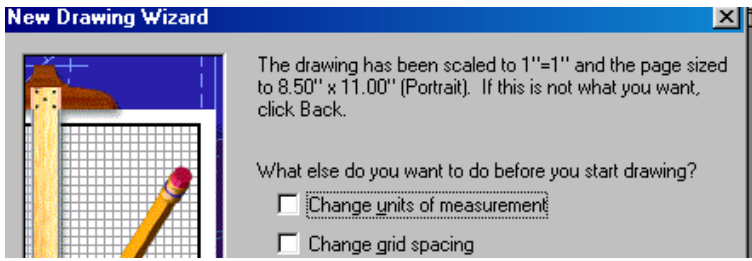 New Drawing Wizard
The drawing has been scaled to 1"=1" and the page sized
to 8.50" x 11.00" (Portrait).  If this is not what you want,
click Back.
What else do you want to do before you start drawing?
Change units of measurement
Change grid spacing